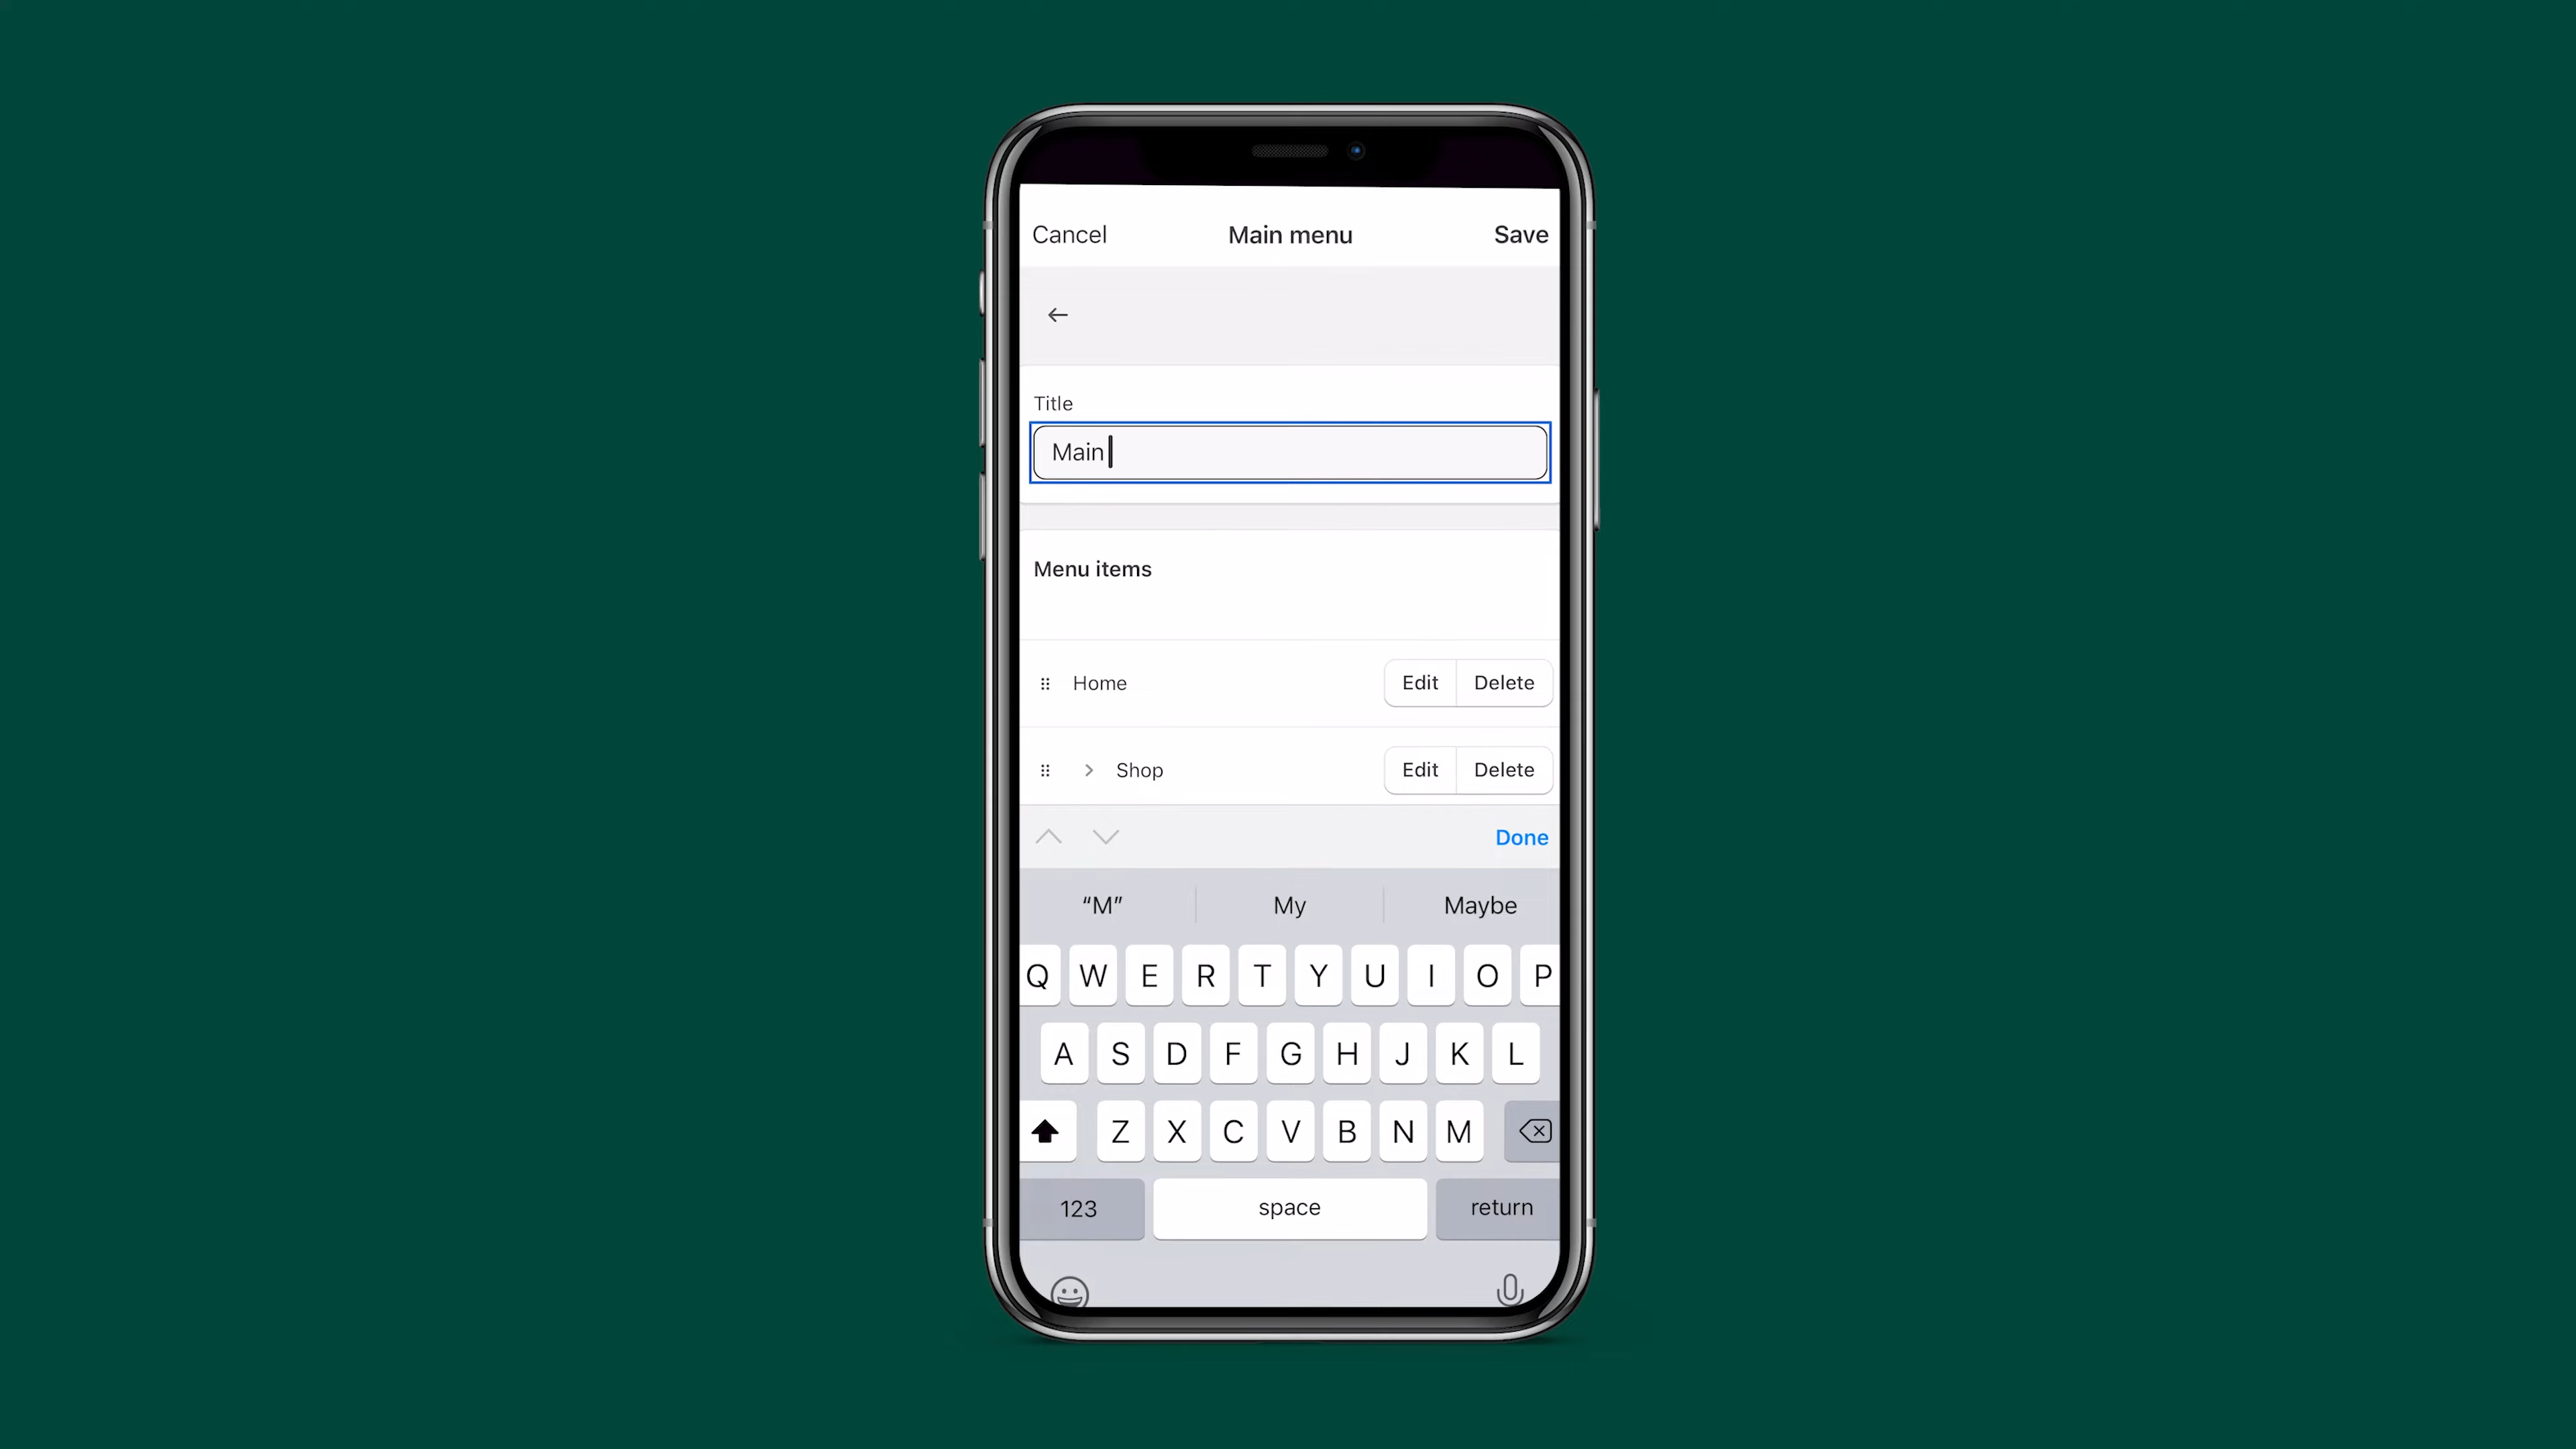 Cancel Main menu Save
Title
Main
Menu items
Home Edit Delete
Shop Edit Delete
Done
“M” My Maybe
Q W E R T Y U I O P
A S D F G H J K L
Z X C V B N M
123 space return